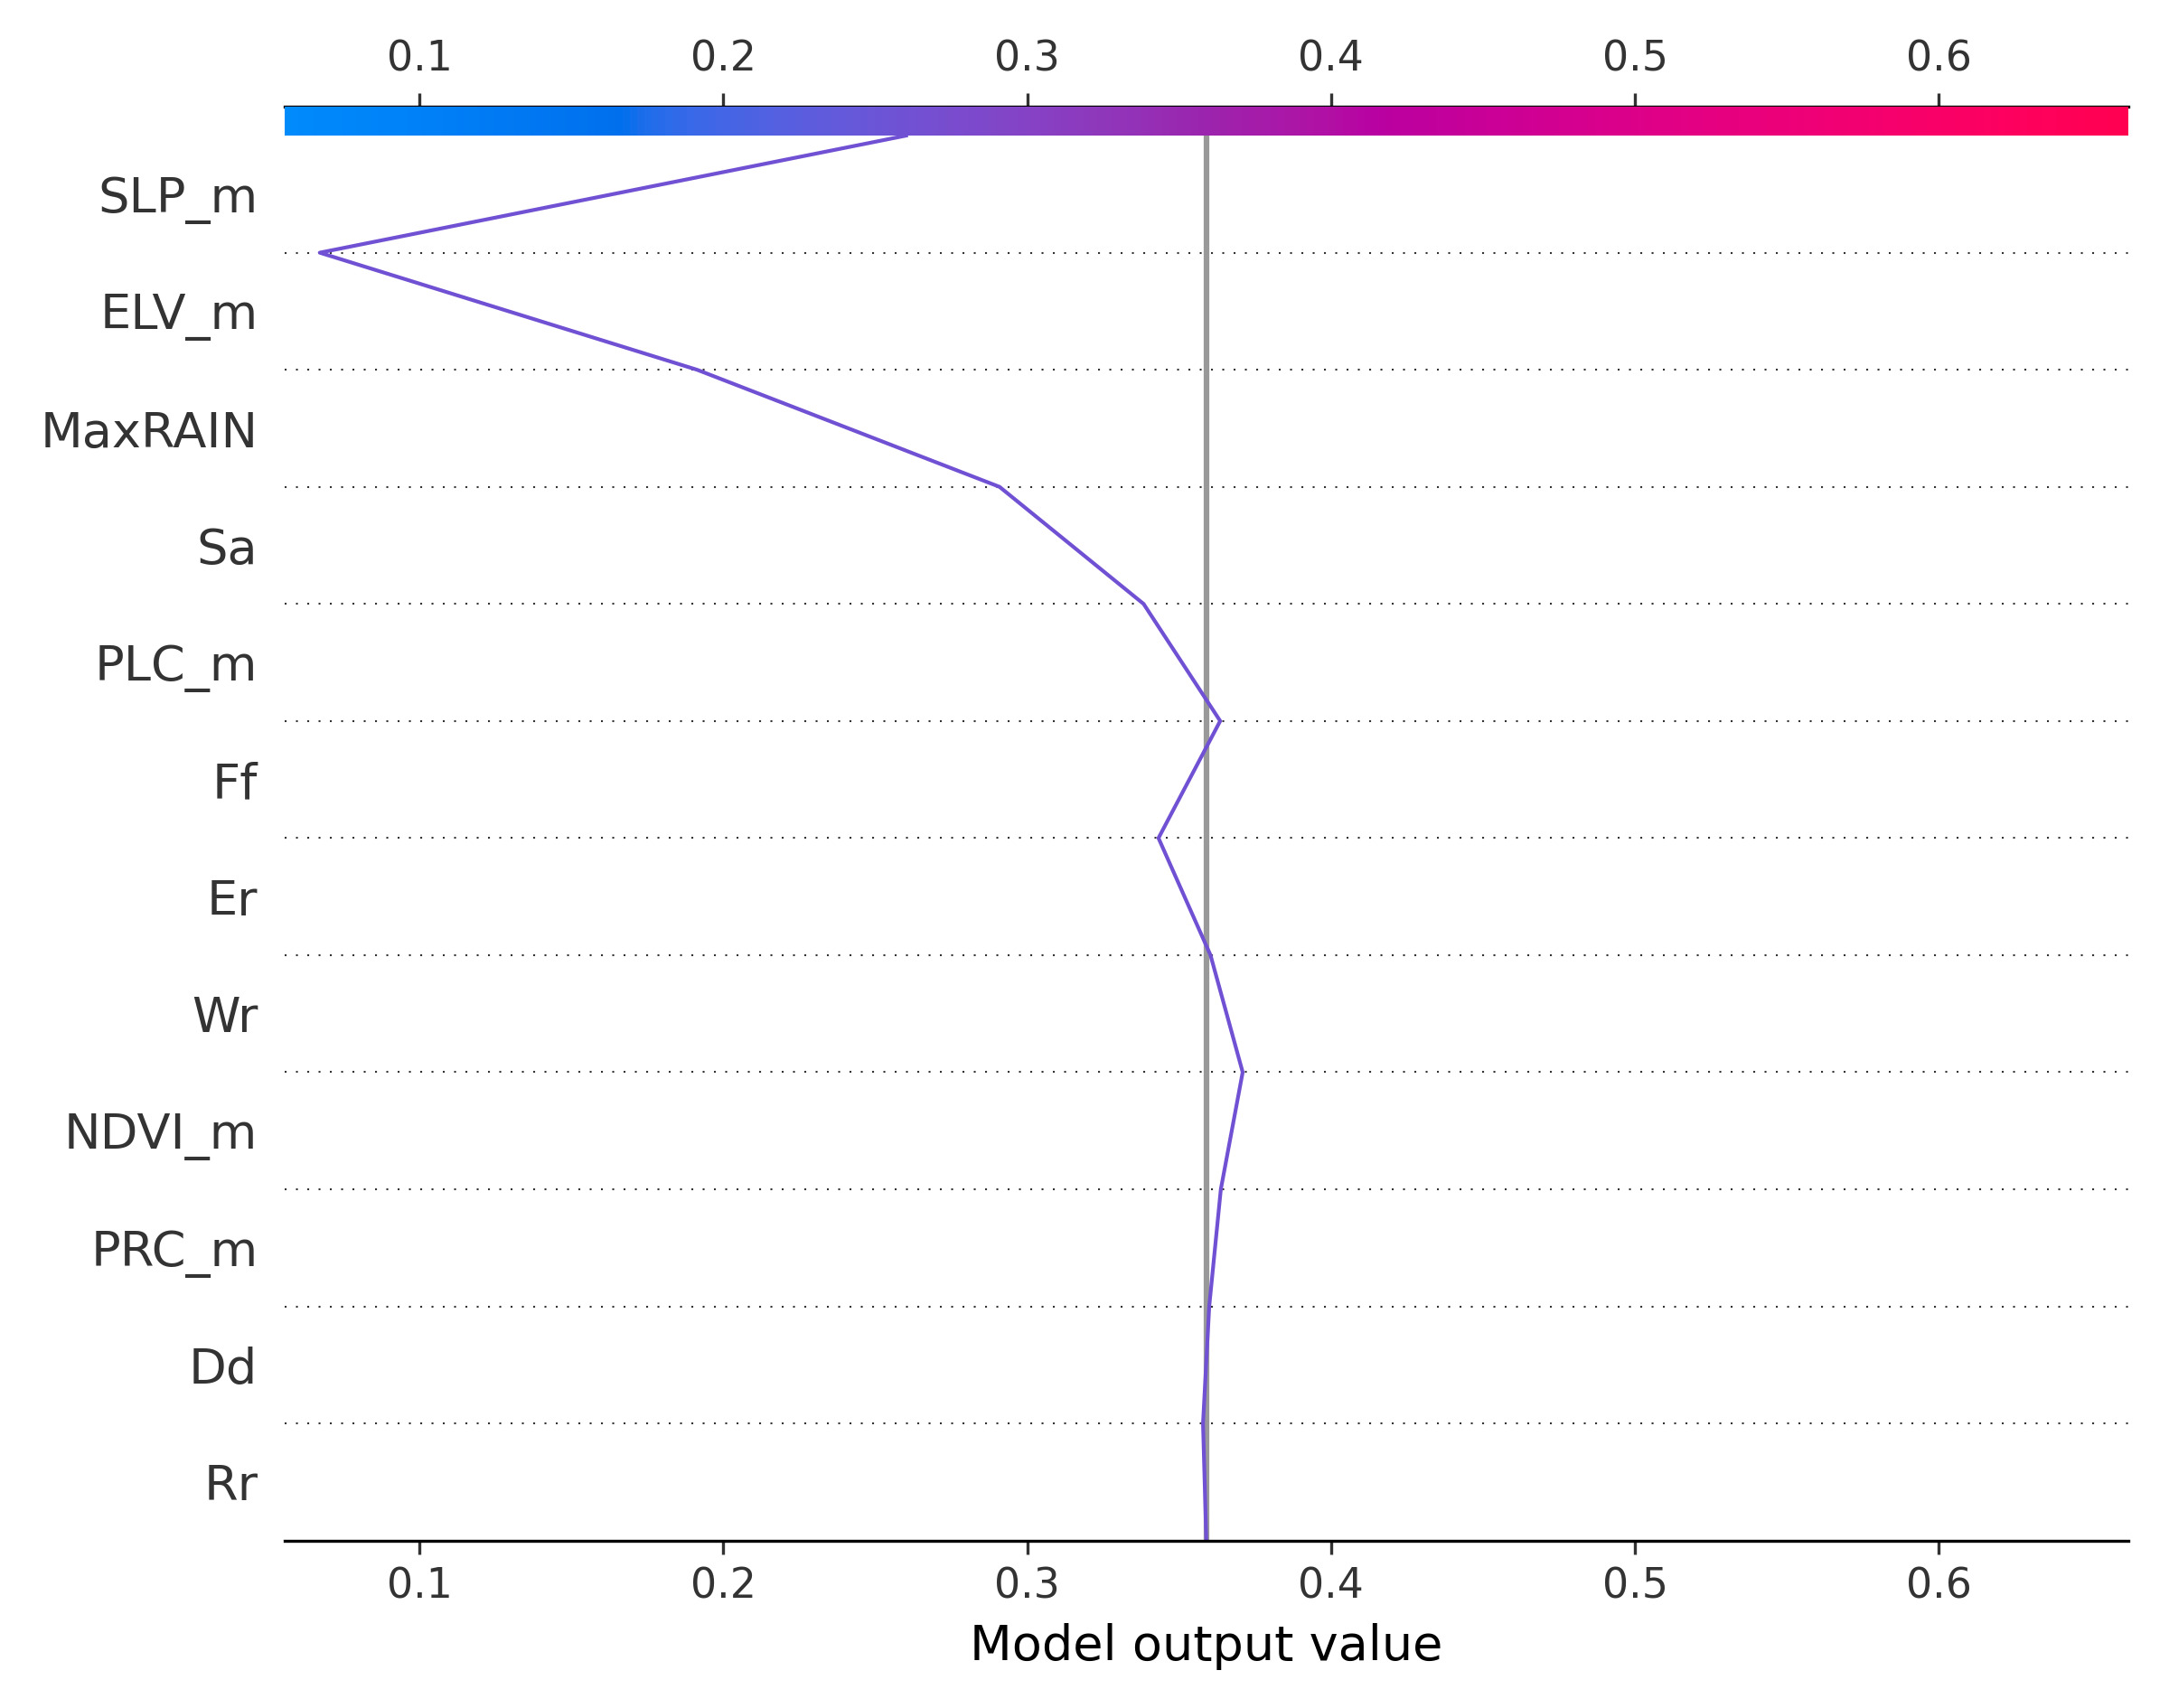 0.1 0.2 0.3 0.4 0.5 0.6
SLP_m
ELV_m
MaxRAIN
Sa
PLC_m
Ff
Er
Wr
NDVI_m
PRC_m
Dd
Rr
0.1 0.2 0.3 0.4 0.5 0.6
Model output value